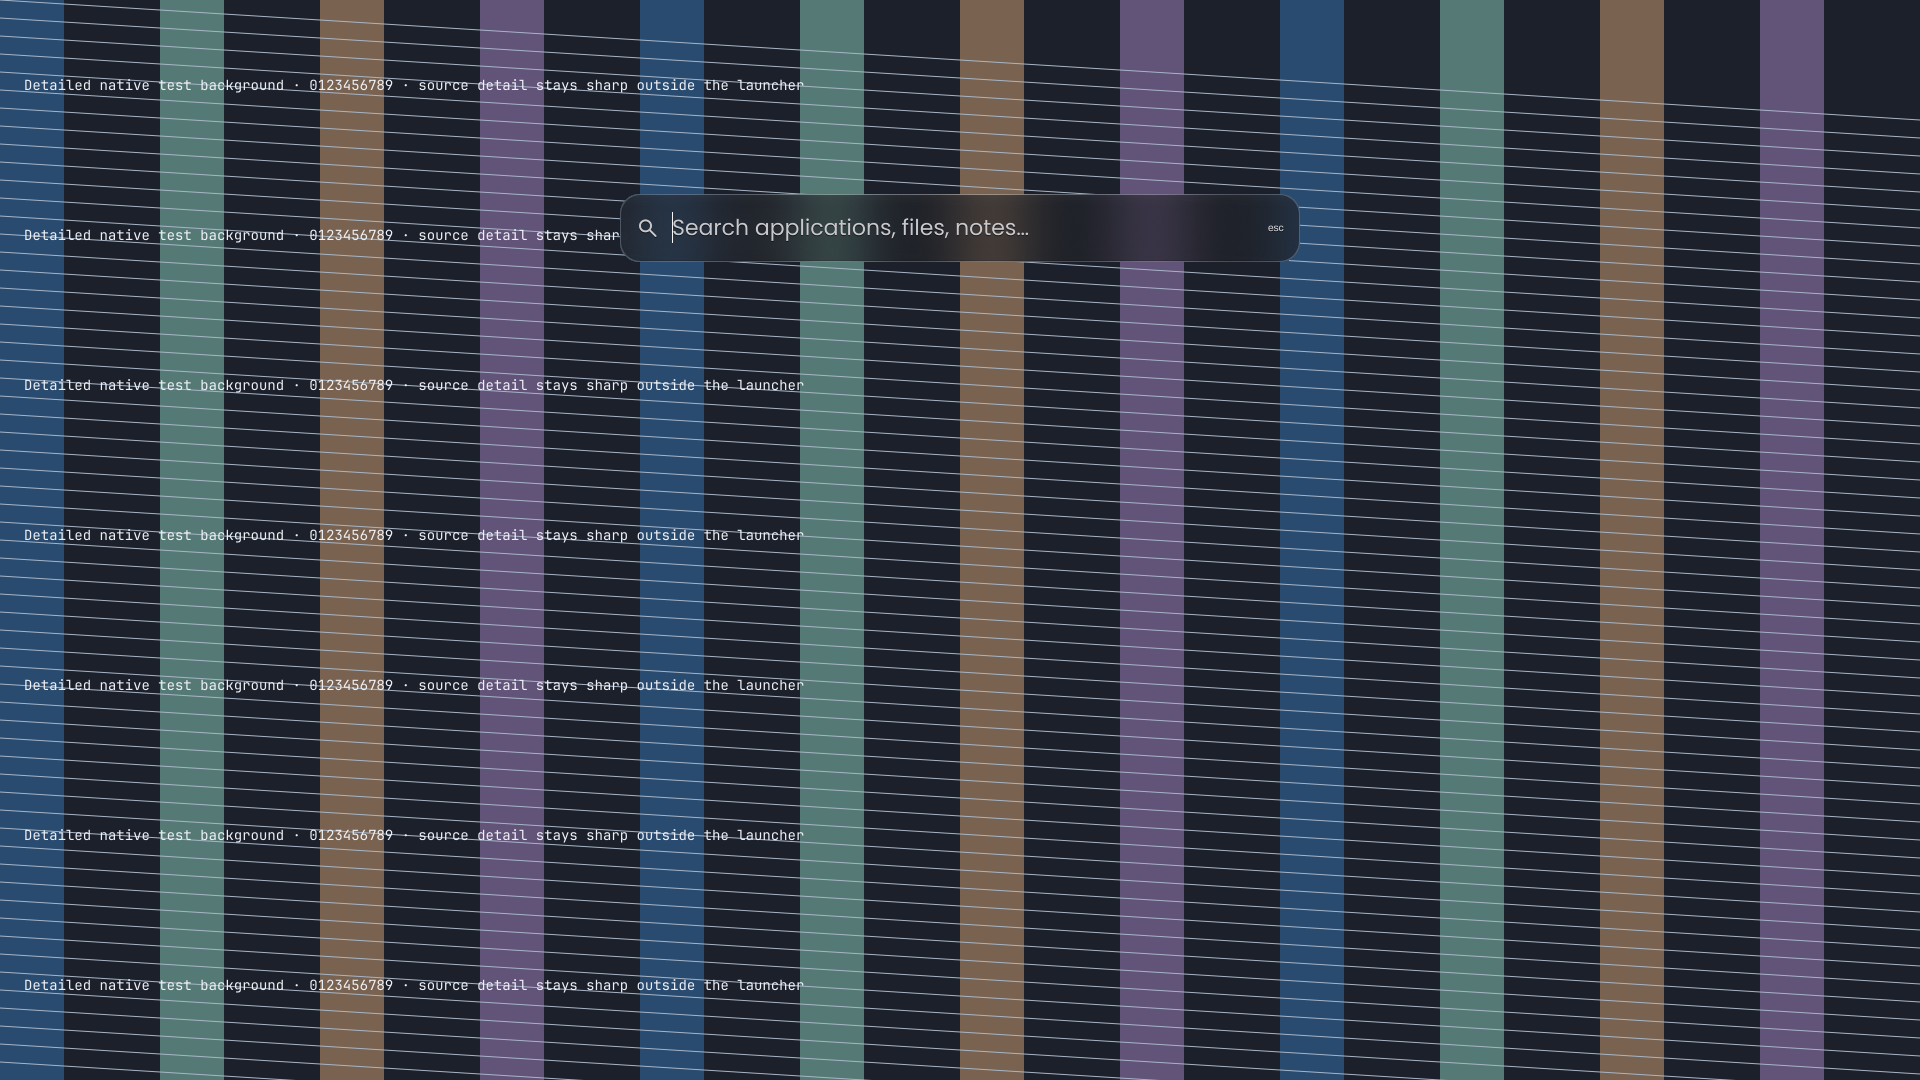 Detailed native test background · 0123456789 · source detail stays sharp outside the launcher
Search applications, files, notes...
esc
Detailed native test background · 0123456789 · source detail stays shar
Detailed native test background · 0123456789 · source detail stays sharp outside the launcher
Detailed native test background · 0123456789 · source detail stays sharp outside the launcher
Detailed native test background · 0123456789 · source detail stays sharp outside the launcher
Detailed native test background · 0123456789 · source detail stays sharp outside the launcher
Detailed native test background · 0123456789 · source detail stays sharp outside the launcher